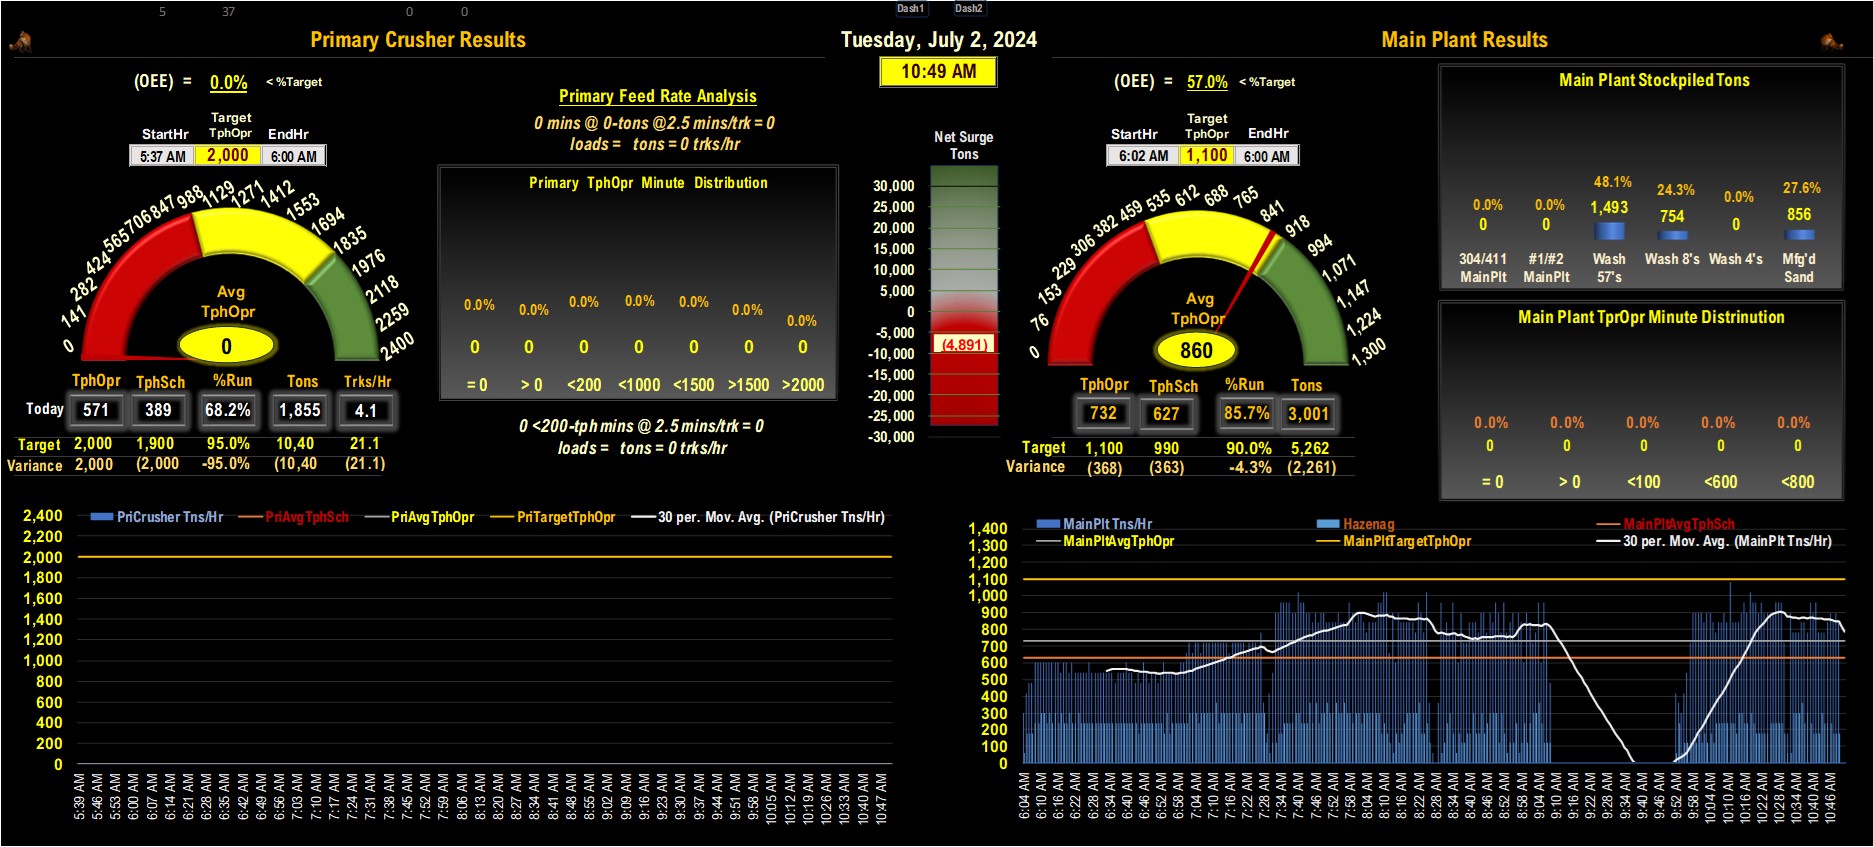 5 37 0 0 Dash1 Dash2
Primary Crusher Results
Tuesday, July 2, 2024
Main Plant Results
10:49 AM
(OEE) = 0.0% < %Target
Target
StartHr TphOpr EndHr
5:37 AM 2,000 6:00 AM
0 141 282 424 565 706 847 988 1129 1271 1412 1553 1694 1835 1976 2118 2259 2400
Avg
TphOpr
0
TphOpr TphSch %Run Tons Trks/Hr
Today 571 389 68.2% 1,855 4.1
Target 2,000 1,900 95.0% 10,40 21.1
Variance 2,000 (2,000 -95.0% (10,40 (21.1)
Primary Feed Rate Analysis
0 mins @ 0-tons @2.5 mins/trk = 0
loads = tons = 0 trks/hr
Primary TphOpr Minute Distribution
0.0% 0.0% 0.0% 0.0% 0.0% 0.0% 0.0%
0 0 0 0 0 0 0
= 0 > 0 <200 <1000 <1500 >1500 >2000
0 <200-tph mins @ 2.5 mins/trk = 0
loads = tons = 0 trks/hr
Net Surge
Tons
30,000
25,000
20,000
15,000
10,000
5,000
0
-5,000
(4,891)
-10,000
-15,000
-20,000
-25,000
-30,000
(OEE) = 57.0% < %Target
Target
StartHr TphOpr EndHr
6:02 AM 1,100 6:00 AM
0 76 153 229 306 382 459 535 612 688 765 841 918 994 1,071 1,147 1,224 1,300
Avg
TphOpr
860
TphOpr TphSch %Run Tons
732 627 85.7% 3,001
Target 1,100 990 90.0% 5,262
Variance (368) (363) -4.3% (2,261)
Main Plant Stockpiled Tons
0.0% 0.0% 48.1% 24.3% 0.0% 27.6%
0 0 1,493 754 0 856
304/411 #1/#2 Wash Wash 8's Wash 4's Mfg'd
MainPlt MainPlt 57's Sand
Main Plant TprOpr Minute Distrinution
0.0% 0.0% 0.0% 0.0% 0.0%
0 0 0 0 0
= 0 > 0 <100 <600 <800
PriCrusher Tns/Hr PriAvgTphSch PriAvgTphOpr PriTargetTphOpr 30 per. Mov. Avg. (PriCrusher Tns/Hr)
2,400
2,200
2,000
1,800
1,600
1,400
1,200
1,000
800
600
400
200
0
5:39 AM 5:46 AM 5:53 AM 6:00 AM 6:07 AM 6:14 AM 6:21 AM 6:28 AM 6:35 AM 6:42 AM 6:49 AM 6:56 AM 7:03 AM 7:10 AM 7:17 AM 7:24 AM 7:31 AM 7:38 AM 7:45 AM 7:52 AM 7:59 AM 8:06 AM 8:13 AM 8:20 AM 8:27 AM 8:34 AM 8:41 AM 8:48 AM 8:55 AM 9:02 AM 9:09 AM 9:16 AM 9:23 AM 9:30 AM 9:37 AM 9:44 AM 9:51 AM 9:58 AM 10:05 AM 10:12 AM 10:19 AM 10:26 AM 10:33 AM 10:40 AM 10:47 AM
MainPlt Tns/Hr Hazenag MainPltAvgTphSch
MainPltAvgTphOpr MainPltTargetTphOpr 30 per. Mov. Avg. (MainPlt Tns/Hr)
1,400
1,300
1,200
1,100
1,000
900
800
700
600
500
400
300
200
100
0
6:04 AM 6:10 AM 6:16 AM 6:22 AM 6:28 AM 6:34 AM 6:40 AM 6:46 AM 6:52 AM 6:58 AM 7:04 AM 7:10 AM 7:16 AM 7:22 AM 7:28 AM 7:34 AM 7:40 AM 7:46 AM 7:52 AM 7:58 AM 8:04 AM 8:10 AM 8:16 AM 8:22 AM 8:28 AM 8:34 AM 8:40 AM 8:46 AM 8:52 AM 8:58 AM 9:04 AM 9:10 AM 9:16 AM 9:22 AM 9:28 AM 9:34 AM 9:40 AM 9:46 AM 9:52 AM 9:58 AM 10:04 AM 10:10 AM 10:16 AM 10:22 AM 10:28 AM 10:34 AM 10:40 AM 10:46 AM